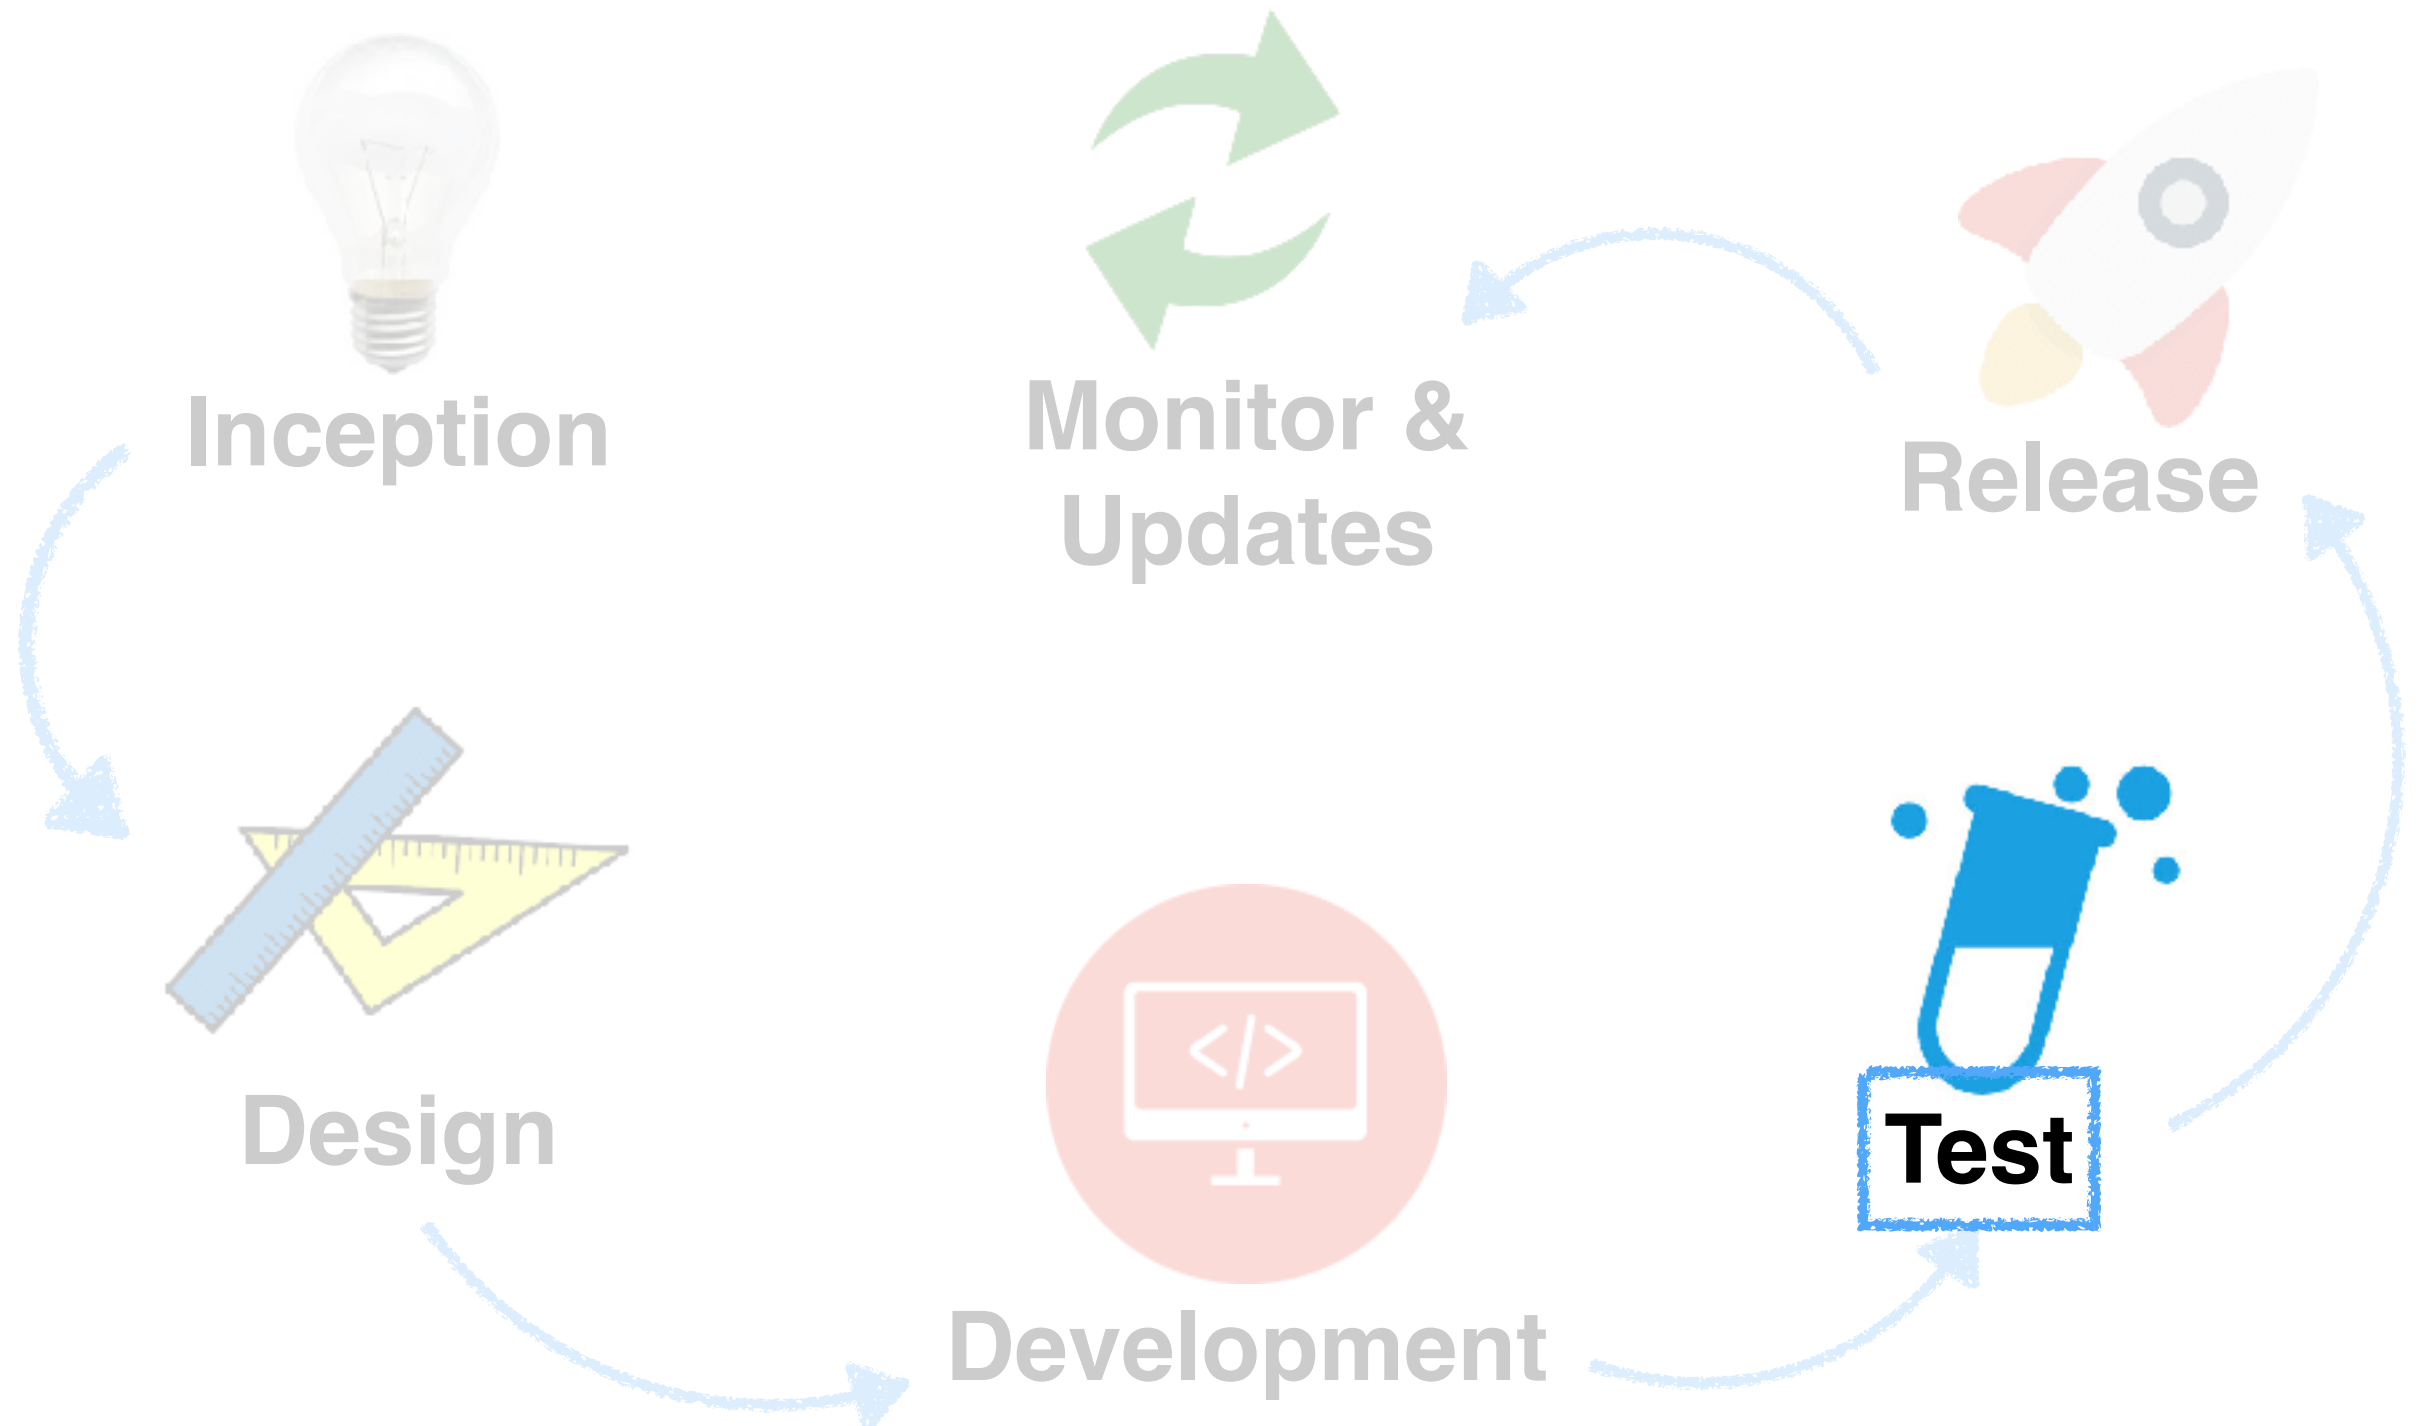 Inception
Monitor &
Updates
Release
Design
</>
Development
Test